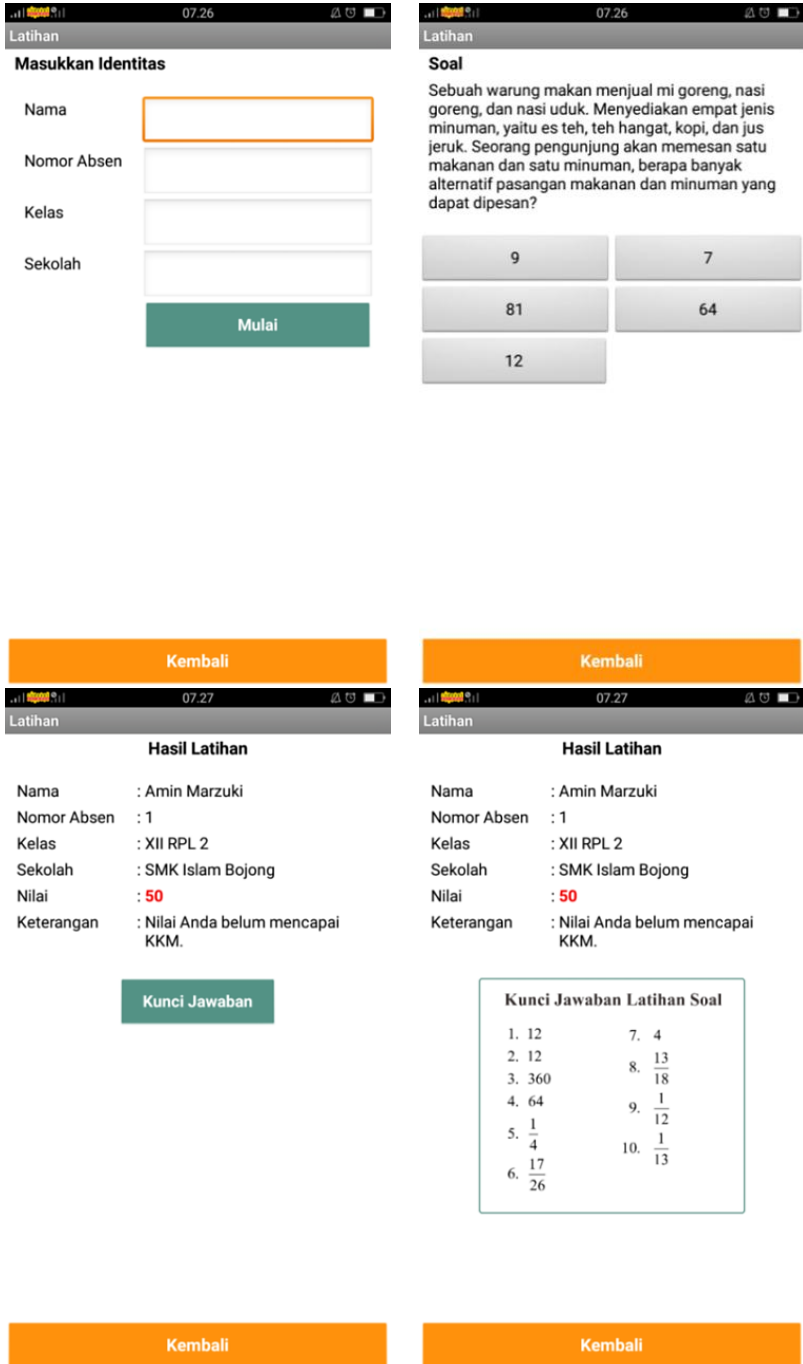 07.26
Latihan
Masukkan Identitas
Nama
Nomor Absen
Kelas
Sekolah
Mulai
Kembali
07.26
Latihan
Soal
Sebuah warung makan menjual mi goreng, nasi
goreng, dan nasi uduk. Menyediakan empat jenis
minuman, yaitu es teh, teh hangat, kopi, dan jus
jeruk. Seorang pengunjung akan memesan satu
makanan dan satu minuman, berapa banyak
alternatif pasangan makanan dan minuman yang
dapat dipesan?
9 7
81 64
12
Kembali
07.27
Latihan
Hasil Latihan
Nama : Amin Marzuki
Nomor Absen : 1
Kelas : XII RPL 2
Sekolah : SMK Islam Bojong
Nilai : 50
Keterangan : Nilai Anda belum mencapai
KKM.
Kunci Jawaban
Kembali
07.27
Latihan
Hasil Latihan
Nama : Amin Marzuki
Nomor Absen : 1
Kelas : XII RPL 2
Sekolah : SMK Islam Bojong
Nilai : 50
Keterangan : Nilai Anda belum mencapai
KKM.
Kunci Jawaban Latihan Soal
1. 12
2. 12
3. 360
4. 64
5. 1/4
6. 17/26
7. 4
8. 13/18
9. 1/12
10. 1/13
Kembali